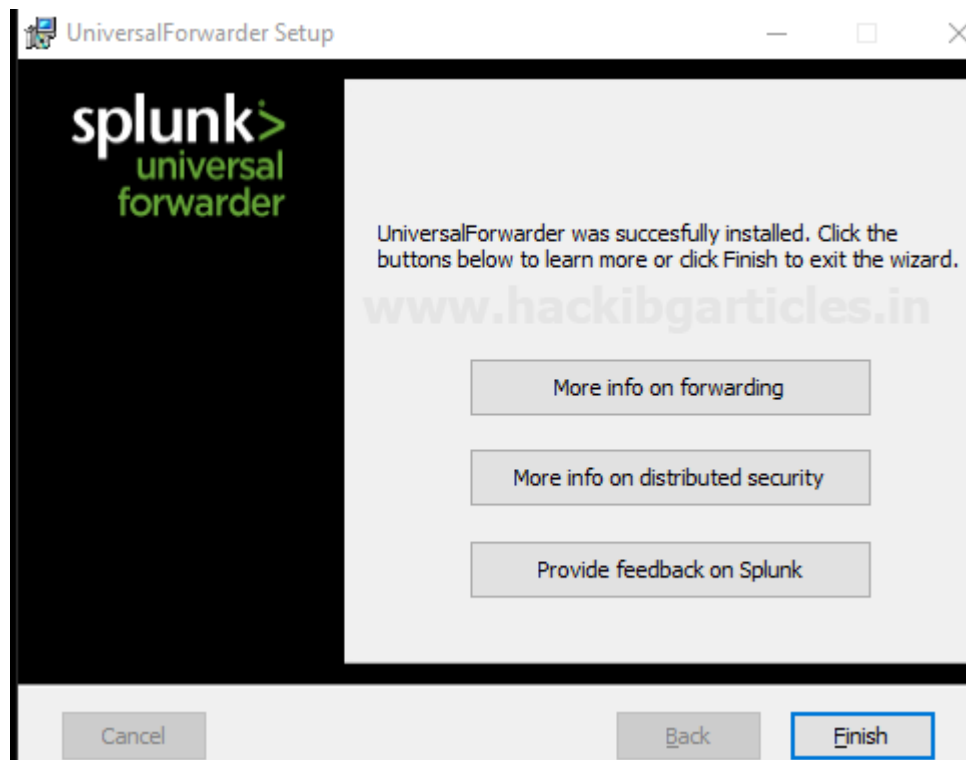 UniversalForwarder Setup
splunk>
universal
forwarder
UniversalForwarder was succesfully installed. Click the
buttons below to learn more or click Finish to exit the wizard.
www.hackibgarticles.in
More info on forwarding
More info on distributed security
Provide feedback on Splunk
Cancel
Back
Finish